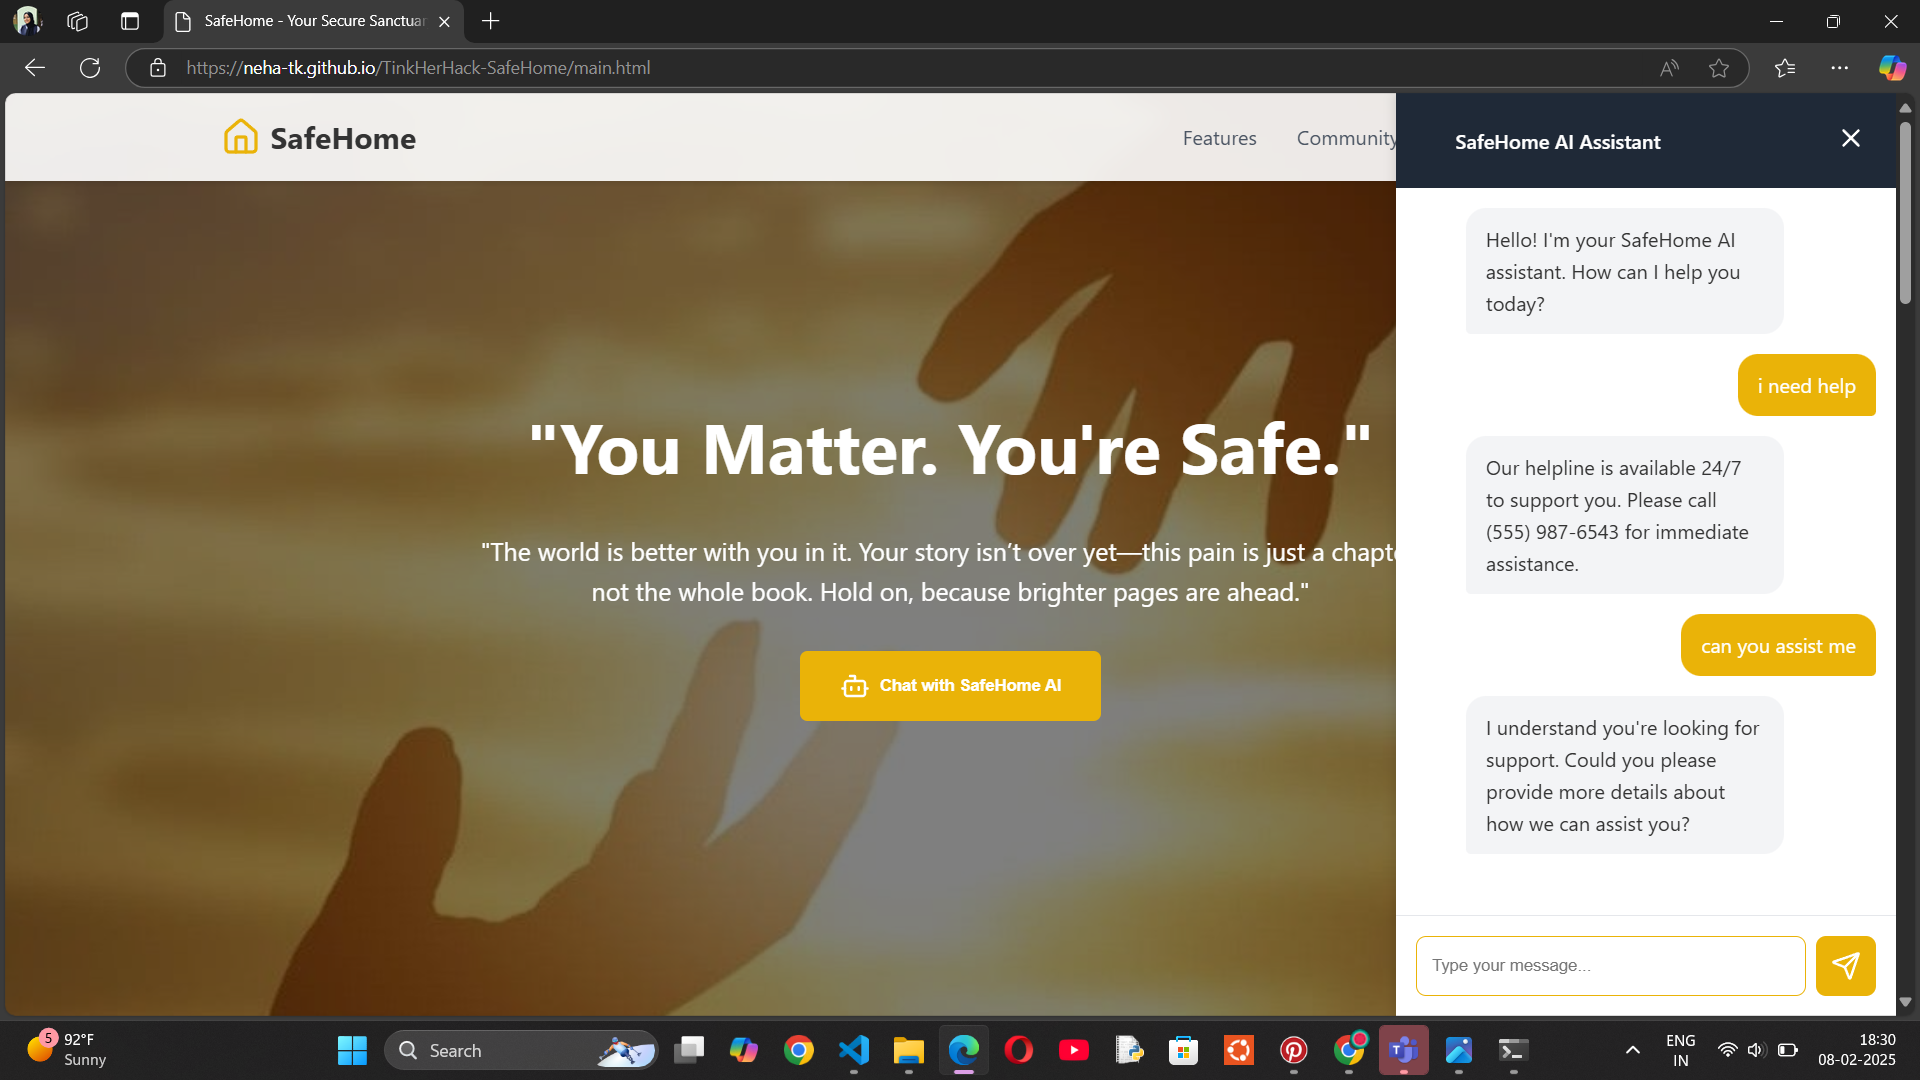 SafeHome - Your Secure Sanctuar
https://neha-tk.github.io/TinkHerHack-SafeHome/main.html
SafeHome
Features
Community
"You Matter. You're Safe."
"The world is better with you in it. Your story isn’t over yet—this pain is just a chapte
not the whole book. Hold on, because brighter pages are ahead."
Chat with SafeHome AI
SafeHome AI Assistant
Hello! I'm your SafeHome AI
assistant. How can I help you
today?
i need help
Our helpline is available 24/7
to support you. Please call
(555) 987-6543 for immediate
assistance.
can you assist me
I understand you're looking for
support. Could you please
provide more details about
how we can assist you?
Type your message...
5
92°F
Sunny
Search
ENG
IN
18:30
08-02-2025